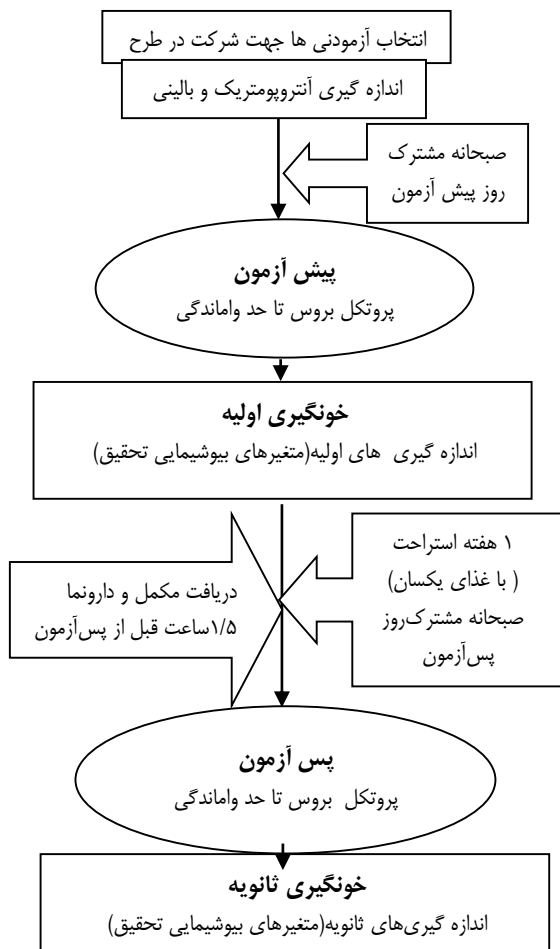 انتخاب آزمودنی ها جهت شرکت در طرح
اندازه گیری آنتروپومتریک و بالینی
صبحانه مشترک
روز پیش آزمون
پیش آزمون
پروتکل بروس تا حد واماندگی
خونگیری اولیه
اندازه گیری های اولیه(متغیرهای بیوشیمایی تحقیق)
۱ هفته استراحت
( با غذای یکسان)
صبحانه مشترک‌روز
پس‌آزمون
دریافت مکمل و دارونما
۱/۵ساعت قبل از پس‌آزمون
پس آزمون
پروتکل بروس تا حد واماندگی
خونگیری ثانویه
اندازه گیری‌های ثانویه(متغیرهای بیوشیمایی تحقیق)